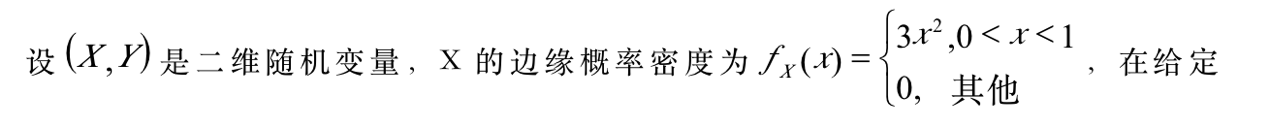 设 (X,Y) 是二维随机变量，X 的边缘概率密度为 f_X(x) = {3x²,0 < x < 1
0, 其他 ，在给定